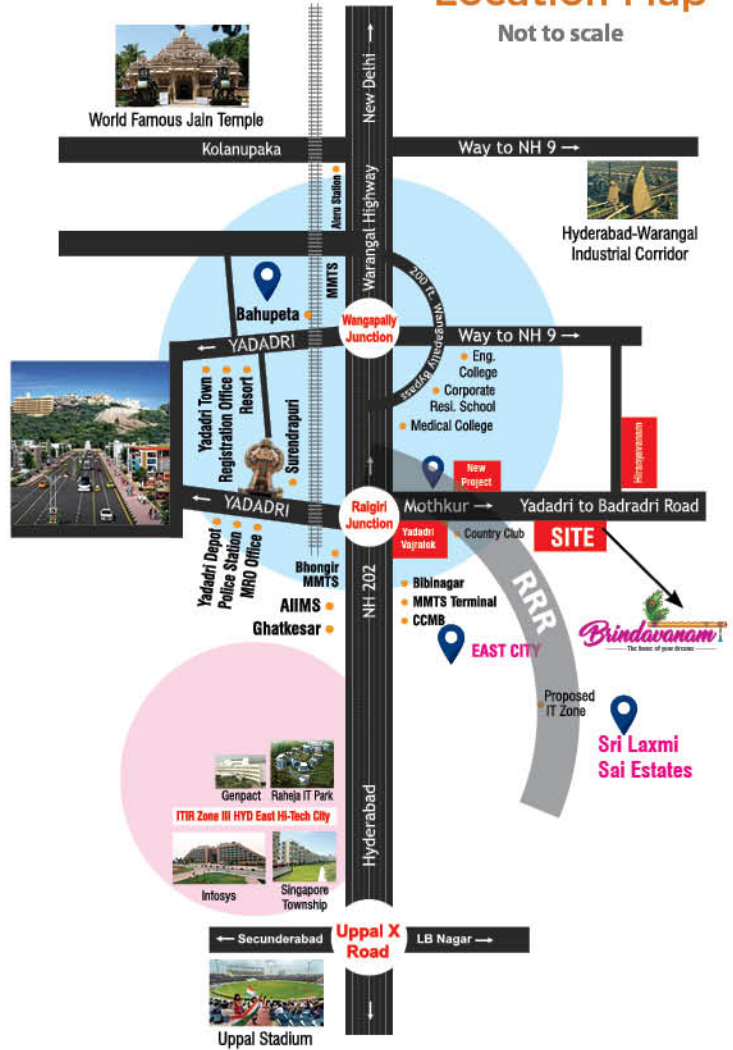 Location Map
Not to scale
World Famous Jain Temple
New Delhi
Kolanupaka
Way to NH 9 →
Aleru Station
Warangal Highway
Hyderabad-Warangal
Industrial Corridor
MMTS
200 ft. Wangapally Bypass
Bahupeta
Wangapally
Junction
← YADADRI
Way to NH 9 →
Eng.
College
Corporate
Resi. School
Medical College
Yadadri Town
Registration Office
Resort
Surendrapuri
Hiranyavanam
New
Project
← YADADRI
Raigiri
Junction
Mothkur →
Yadadri to Badradri Road
Yadadri
Vajralok
Country Club
SITE
Yadadri Depot
Police Station
MRO Office
Bhongir
MMTS
AIIMS
Ghatkesar
NH 202
Bibinagar
MMTS Terminal
CCMB
RRR
EAST CITY
Brindavanam
The home of your dreams
Proposed
IT Zone
Sri Laxmi
Sai Estates
Genpact
Raheja IT Park
ITIR Zone III HYD East Hi-Tech City
Infosys
Singapore
Township
Hyderabad
← Secunderabad
Uppal X
Road
LB Nagar →
Uppal Stadium